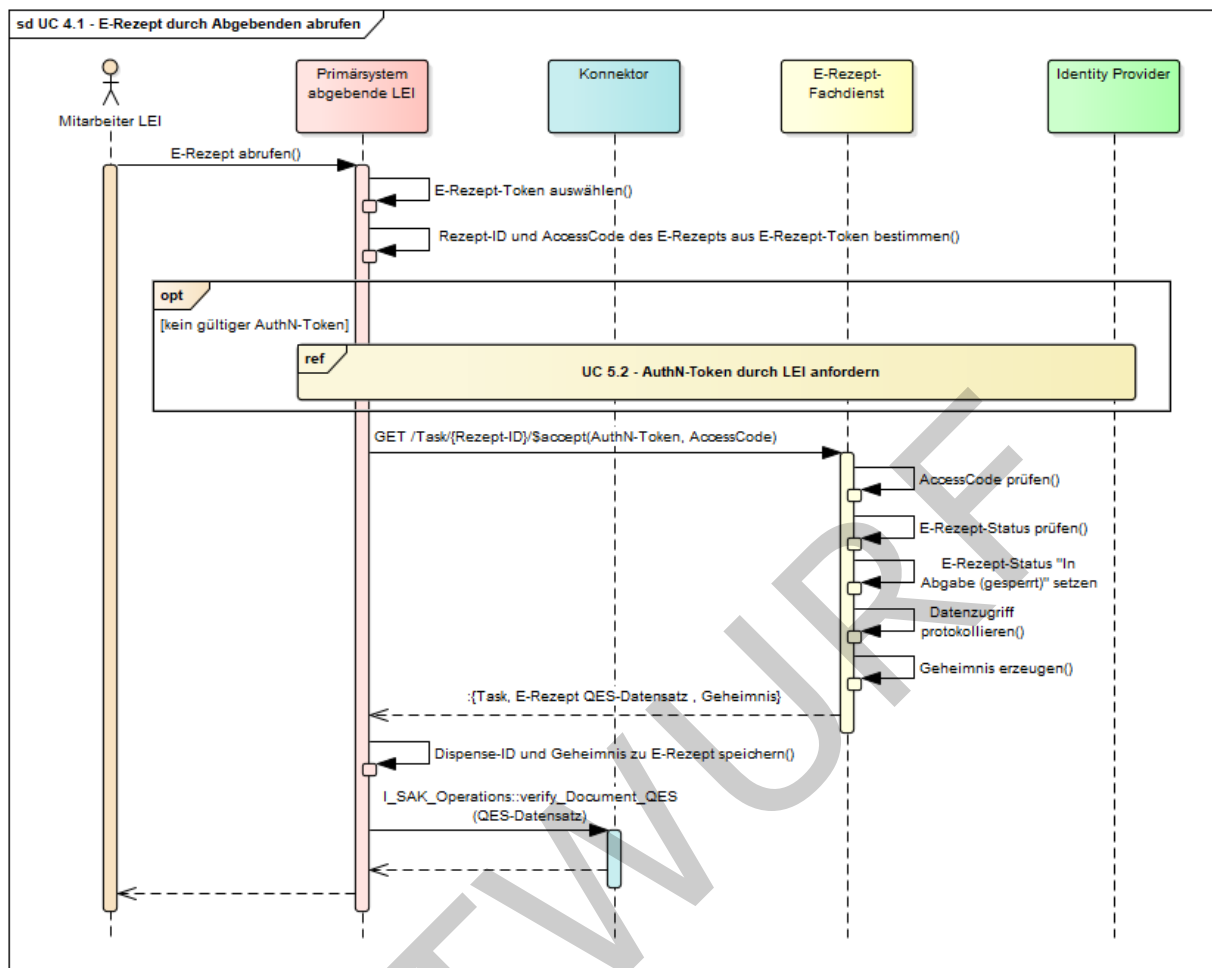 sd UC 4.1 - E-Rezept durch Abgebenden abrufen
Mitarbeiter LEI
Primärsystem
abgebende LEI
Konnektor
E-Rezept-
Fachdienst
Identity Provider
E-Rezept abrufen()
E-Rezept-Token auswählen()
Rezept-ID und AccessCode des E-Rezepts aus E-Rezept-Token bestimmen()
opt
[kein gültiger AuthN-Token]
ref
UC 5.2 - AuthN-Token durch LEI anfordern
GET /Task/{Rezept-ID}/$accept(AuthN-Token, AccessCode)
AccessCode prüfen()
E-Rezept-Status prüfen()
E-Rezept-Status "In
Abgabe (gesperrt)" setzen
Datenzugriff
protokollieren()
Geheimnis erzeugen()
:{Task, E-Rezept QES-Datensatz , Geheimnis}
Dispense-ID und Geheimnis zu E-Rezept speichern()
I_SAK_Operations::verify_Document_QES
(QES-Datensatz)
TWURF